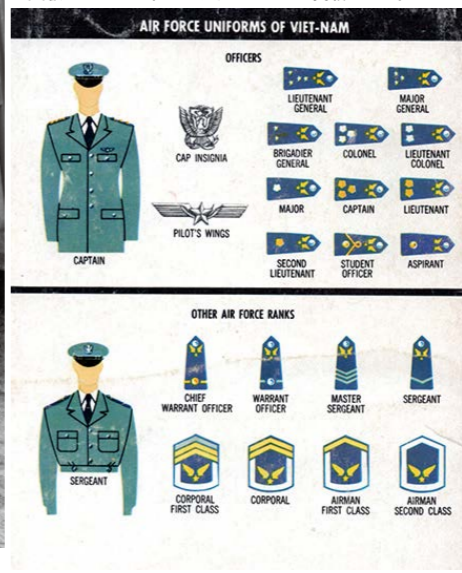 AIR FORCE UNIFORMS OF VIET-NAM
OFFICERS
CAPTAIN
CAP INSIGNIA
PILOT'S WINGS
LIEUTENANT
GENERAL
MAJOR
GENERAL
BRIGADIER
GENERAL
COLONEL
LIEUTENANT
COLONEL
MAJOR
CAPTAIN
LIEUTENANT
SECOND
LIEUTENANT
STUDENT
OFFICER
ASPIRANT
OTHER AIR FORCE RANKS
SERGEANT
CHIEF
WARRANT OFFICER
WARRANT
OFFICER
MASTER
SERGEANT
SERGEANT
CORPORAL
FIRST CLASS
CORPORAL
AIRMAN
FIRST CLASS
AIRMAN
SECOND CLASS